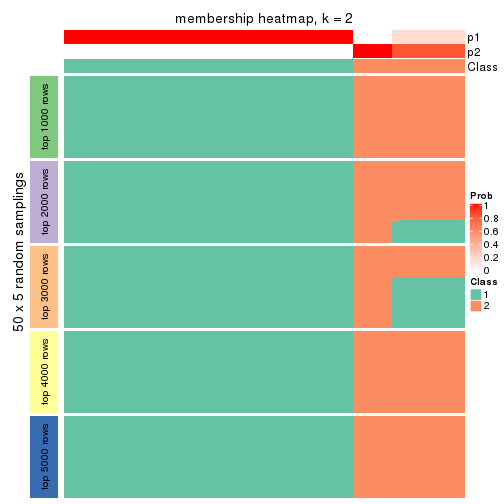 membership heatmap, k = 2
p1
p2
Class
50 x 5 random samplings
top 1000 rows
top 2000 rows
top 3000 rows
top 4000 rows
top 5000 rows
Prob
1
0.8
0.6
0.4
0.2
0
Class
1
2